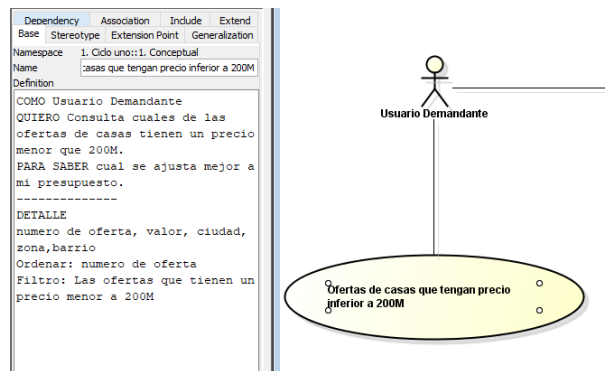 Dependency Association Include Extend
Base Stereotype Extension Point Generalization
Namespace 1. Ciclo uno::1. Conceptual
Name :asas que tengan precio inferior a 200M
Definition
COMO Usuario Demandante
QUIERO Consulta cuales de las
ofertas de casas tienen un precio
menor que 200M.
PARA SABER cual se ajusta mejor a
mi presupuesto.
--------------
DETALLE
numero de oferta, valor, ciudad,
zona,barrio
Ordenar: numero de oferta
Filtro: Las ofertas que tienen un
precio menor a 200M
Usuario Demandante
Ofertas de casas que tengan precio
inferior a 200M